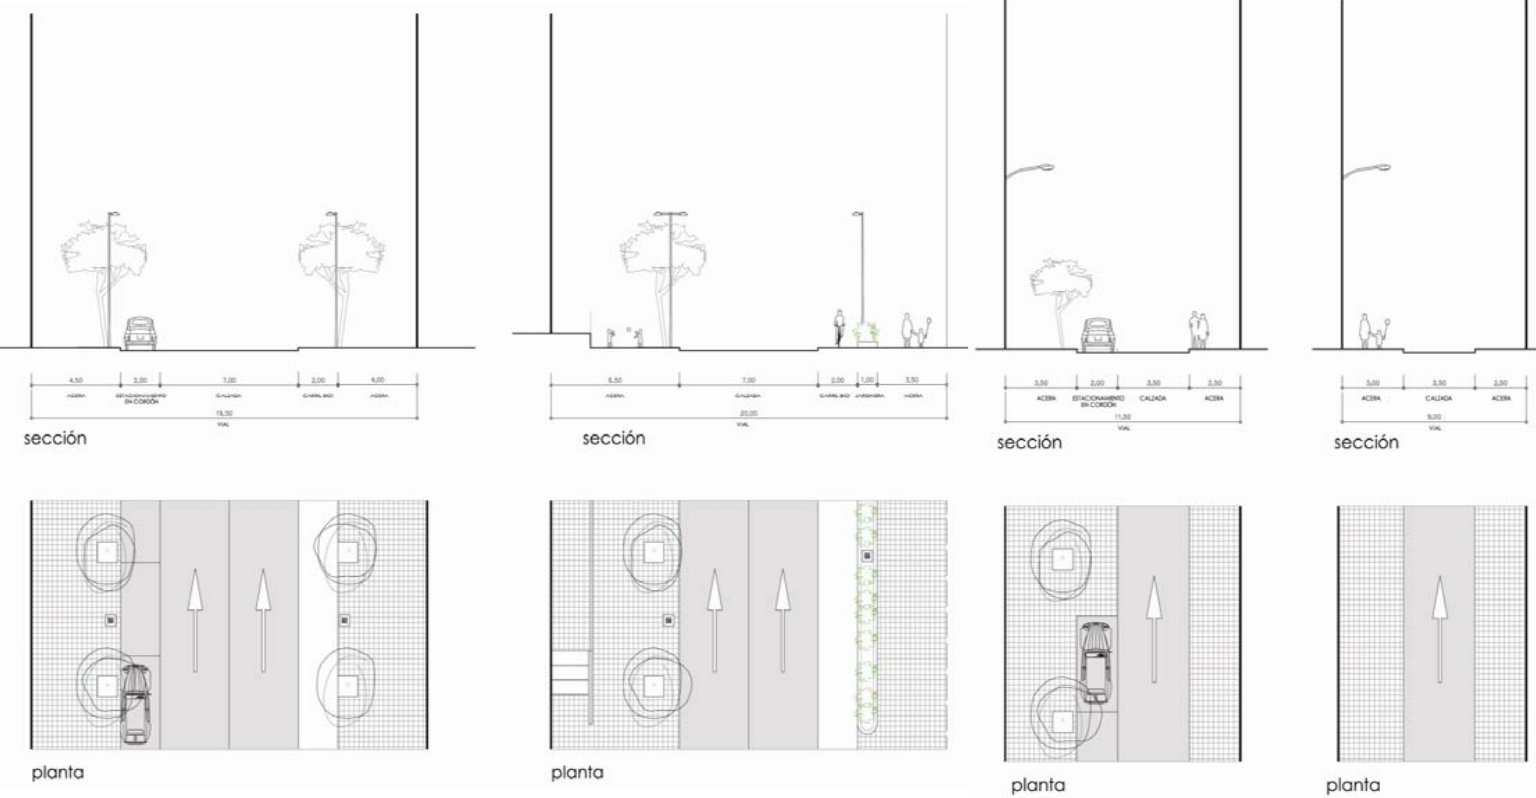 4,50 2,00 7,00 2,00 4,00
ACERA ESTACIONAMIENTO EN CORDÓN CALZADA CARRIL BICI ACERA
19,50
VIAL
sección
planta
6,50 7,00 2,00 1,00 3,50
ACERA CALZADA CARRIL BICI JARDINERA ACERA
20,00
VIAL
sección
planta
3,50 2,00 3,50 2,50
ACERA ESTACIONAMIENTO CALZADA ACERA
EN CORDÓN
11,50
VIAL
sección
planta
3,00 3,50 2,50
ACERA CALZADA ACERA
9,00
VIAL
sección
planta